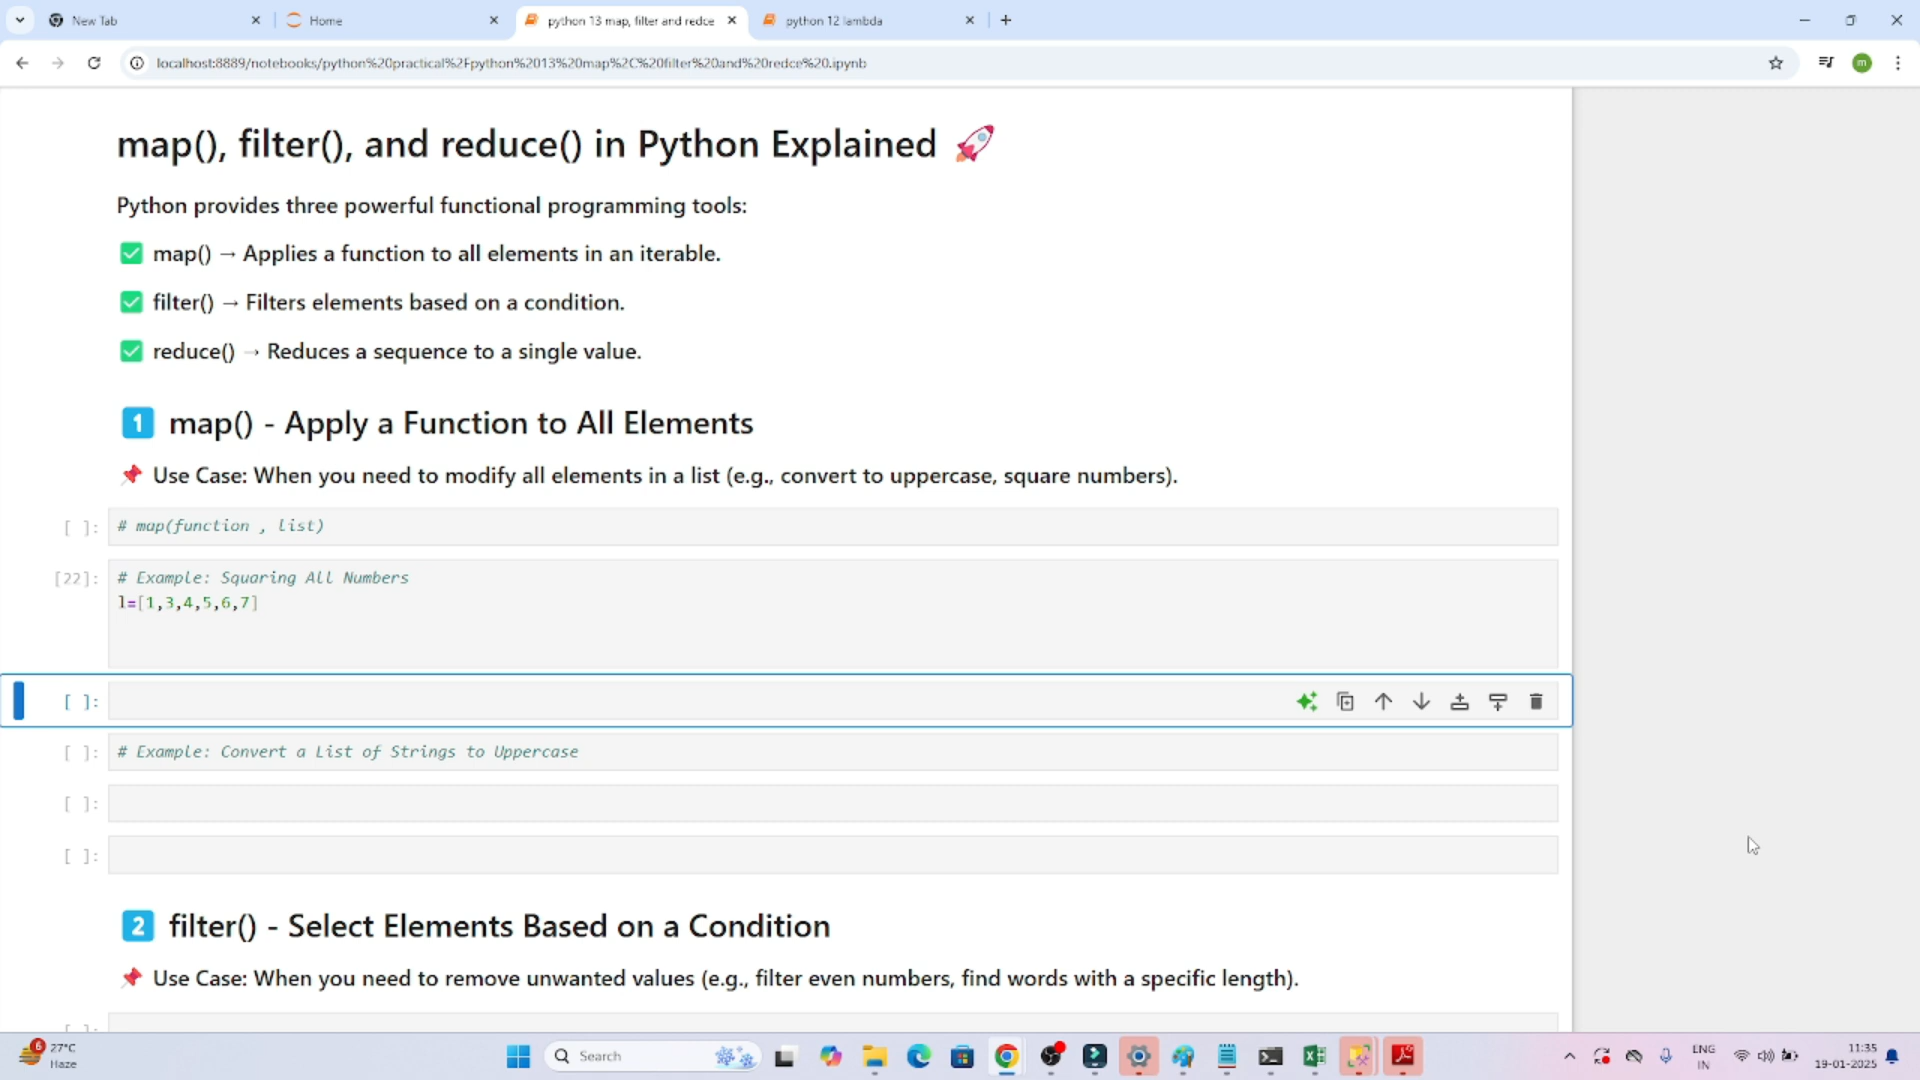 New Tab
Home
python 13 map, filter and redce
python 12 lambda
localhost:8889/notebooks/python%20practical%2Fpython%2013%20map%2C%20filter%20and%20redce%20.ipynb
m
map(), filter(), and reduce() in Python Explained 🚀
Python provides three powerful functional programming tools:
✅ map() → Applies a function to all elements in an iterable.
✅ filter() → Filters elements based on a condition.
✅ reduce() → Reduces a sequence to a single value.
1️⃣ map() - Apply a Function to All Elements
📌 Use Case: When you need to modify all elements in a list (e.g., convert to uppercase, square numbers).
[ ]: # map(function , list)
[22]: # Example: Squaring All Numbers
l=[1,3,4,5,6,7]
[ ]:
[ ]: # Example: Convert a List of Strings to Uppercase
[ ]:
[ ]:
2️⃣ filter() - Select Elements Based on a Condition
📌 Use Case: When you need to remove unwanted values (e.g., filter even numbers, find words with a specific length).
[ ]:
6
27°C
Haze
Search
ENG
IN
11:35
19-01-2025